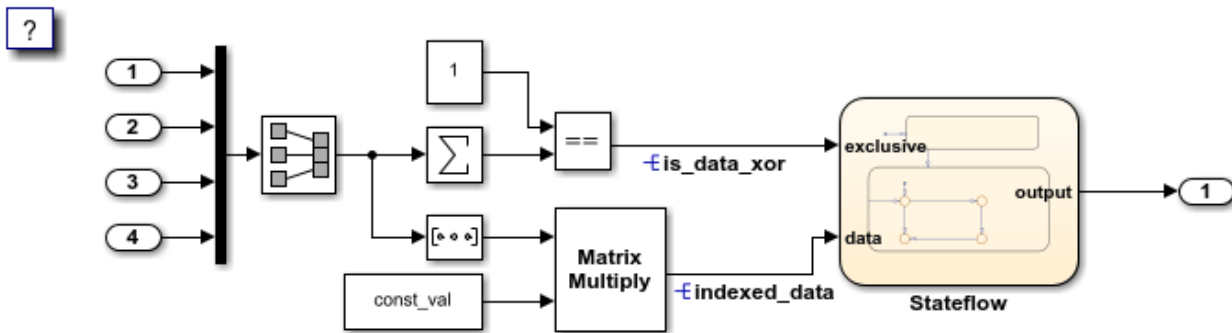 ?
1
2
3
4
1
==
is_data_xor
const_val
Matrix
Multiply
indexed_data
exclusive
data
output
Stateflow
1